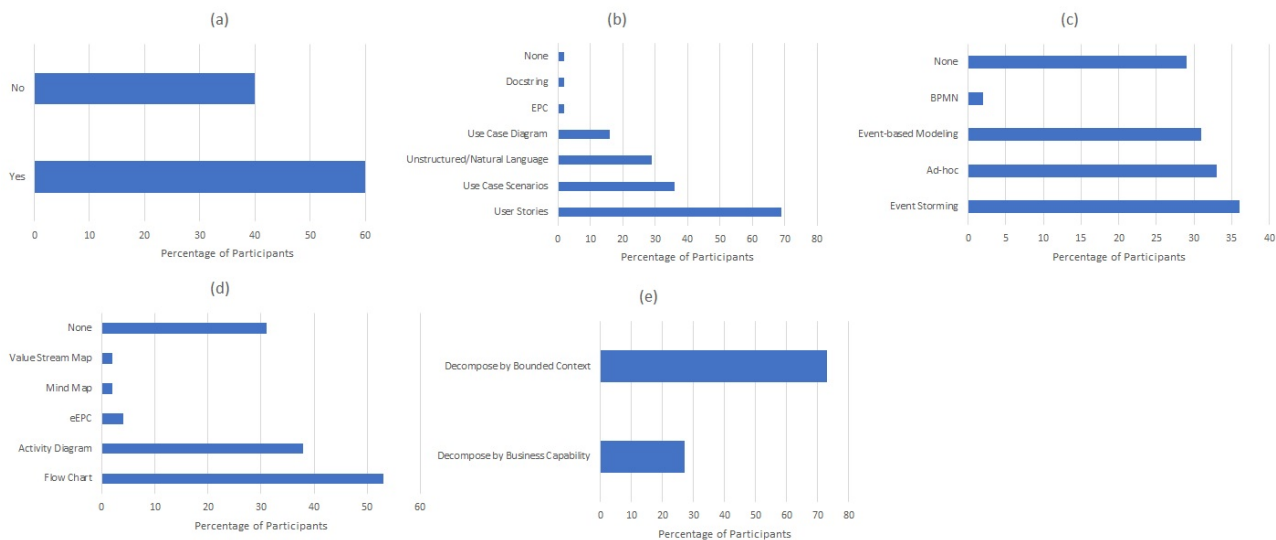 (a)
No
Yes
0 10 20 30 40 50 60
Percentage of Participants
(b)
None
Docstring
EPC
Use Case Diagram
Unstructured/Natural Language
Use Case Scenarios
User Stories
0 10 20 30 40 50 60 70 80
Percentage of Participants
(c)
None
BPMN
Event-based Modeling
Ad-hoc
Event Storming
0 5 10 15 20 25 30 35 40
Percentage of Participants
(d)
None
Value Stream Map
Mind Map
eEPC
Activity Diagram
Flow Chart
0 10 20 30 40 50 60
Percentage of Participants
(e)
Decompose by Bounded Context
Decompose by Business Capability
0 10 20 30 40 50 60 70 80
Percentage of Participants